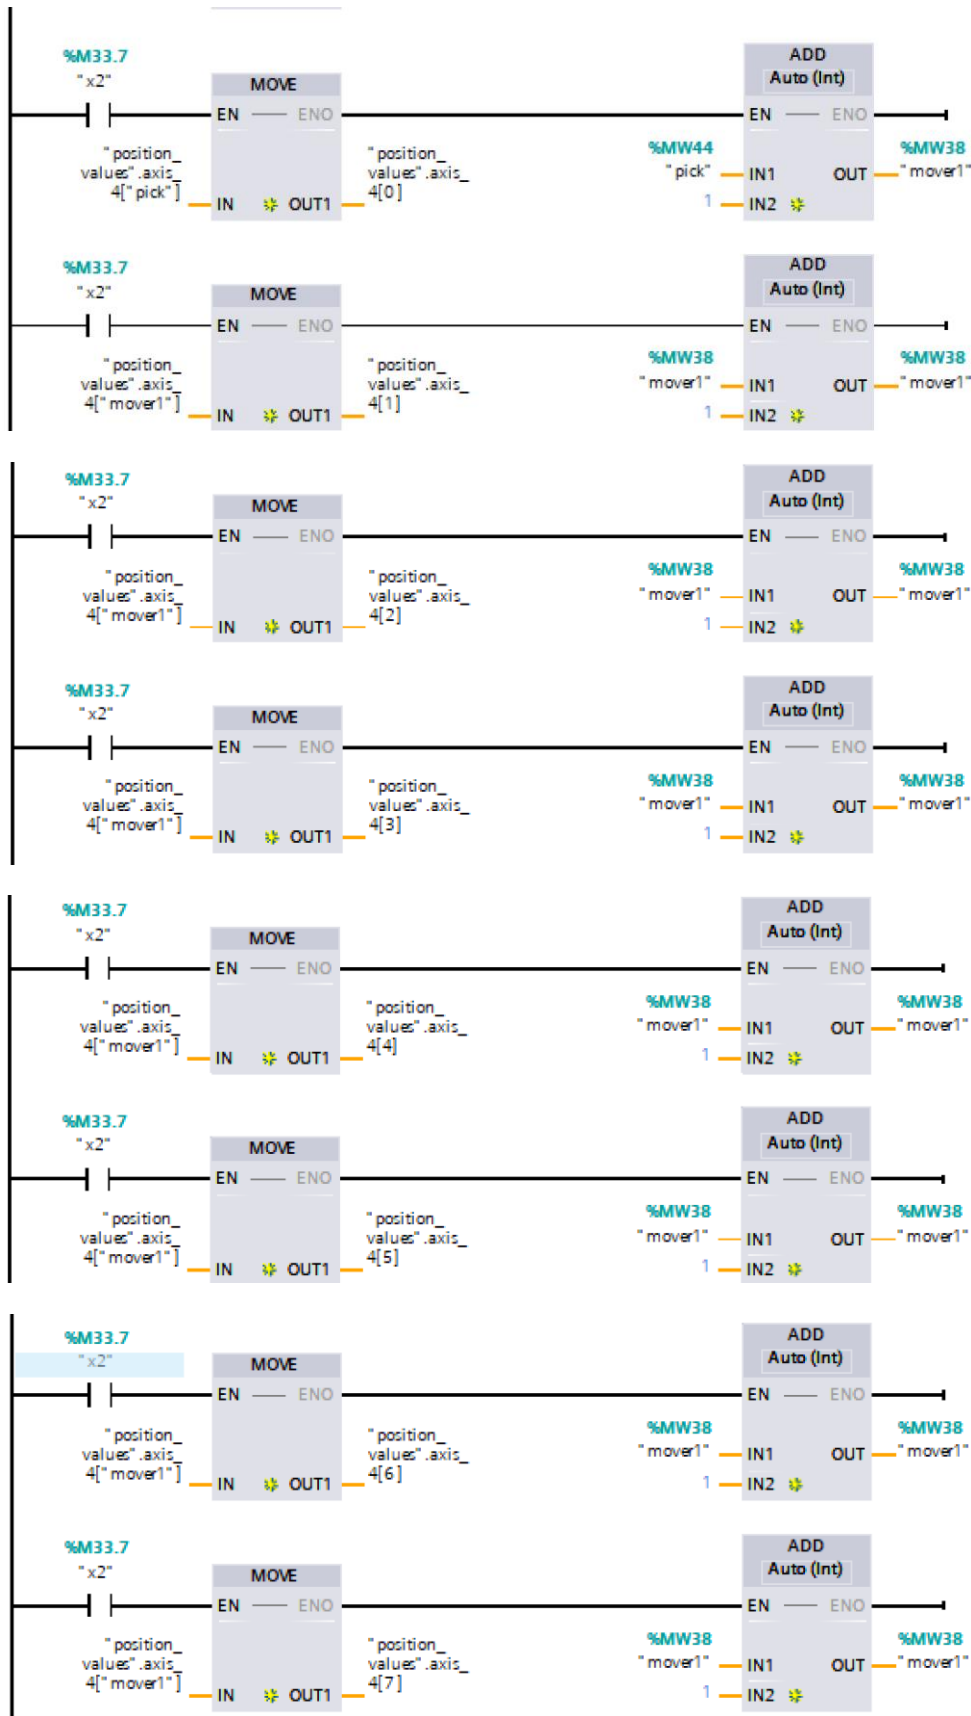 %M33.7
"x2"
MOVE
EN ENO
"position_
values".axis_
4["pick"]
IN OUT1
"position_
values".axis_
4[0]
ADD
Auto (Int)
EN ENO
%MW44
"pick"
IN1
1
IN2
OUT
%MW38
"mover1"
%M33.7
"x2"
MOVE
EN ENO
"position_
values".axis_
4["mover1"]
IN OUT1
"position_
values".axis_
4[1]
ADD
Auto (Int)
EN ENO
%MW38
"mover1"
IN1
1
IN2
OUT
%MW38
"mover1"
%M33.7
"x2"
MOVE
EN ENO
"position_
values".axis_
4["mover1"]
IN OUT1
"position_
values".axis_
4[2]
ADD
Auto (Int)
EN ENO
%MW38
"mover1"
IN1
1
IN2
OUT
%MW38
"mover1"
%M33.7
"x2"
MOVE
EN ENO
"position_
values".axis_
4["mover1"]
IN OUT1
"position_
values".axis_
4[3]
ADD
Auto (Int)
EN ENO
%MW38
"mover1"
IN1
1
IN2
OUT
%MW38
"mover1"
%M33.7
"x2"
MOVE
EN ENO
"position_
values".axis_
4["mover1"]
IN OUT1
"position_
values".axis_
4[4]
ADD
Auto (Int)
EN ENO
%MW38
"mover1"
IN1
1
IN2
OUT
%MW38
"mover1"
%M33.7
"x2"
MOVE
EN ENO
"position_
values".axis_
4["mover1"]
IN OUT1
"position_
values".axis_
4[5]
ADD
Auto (Int)
EN ENO
%MW38
"mover1"
IN1
1
IN2
OUT
%MW38
"mover1"
%M33.7
"x2"
MOVE
EN ENO
"position_
values".axis_
4["mover1"]
IN OUT1
"position_
values".axis_
4[6]
ADD
Auto (Int)
EN ENO
%MW38
"mover1"
IN1
1
IN2
OUT
%MW38
"mover1"
%M33.7
"x2"
MOVE
EN ENO
"position_
values".axis_
4["mover1"]
IN OUT1
"position_
values".axis_
4[7]
ADD
Auto (Int)
EN ENO
%MW38
"mover1"
IN1
1
IN2
OUT
%MW38
"mover1"